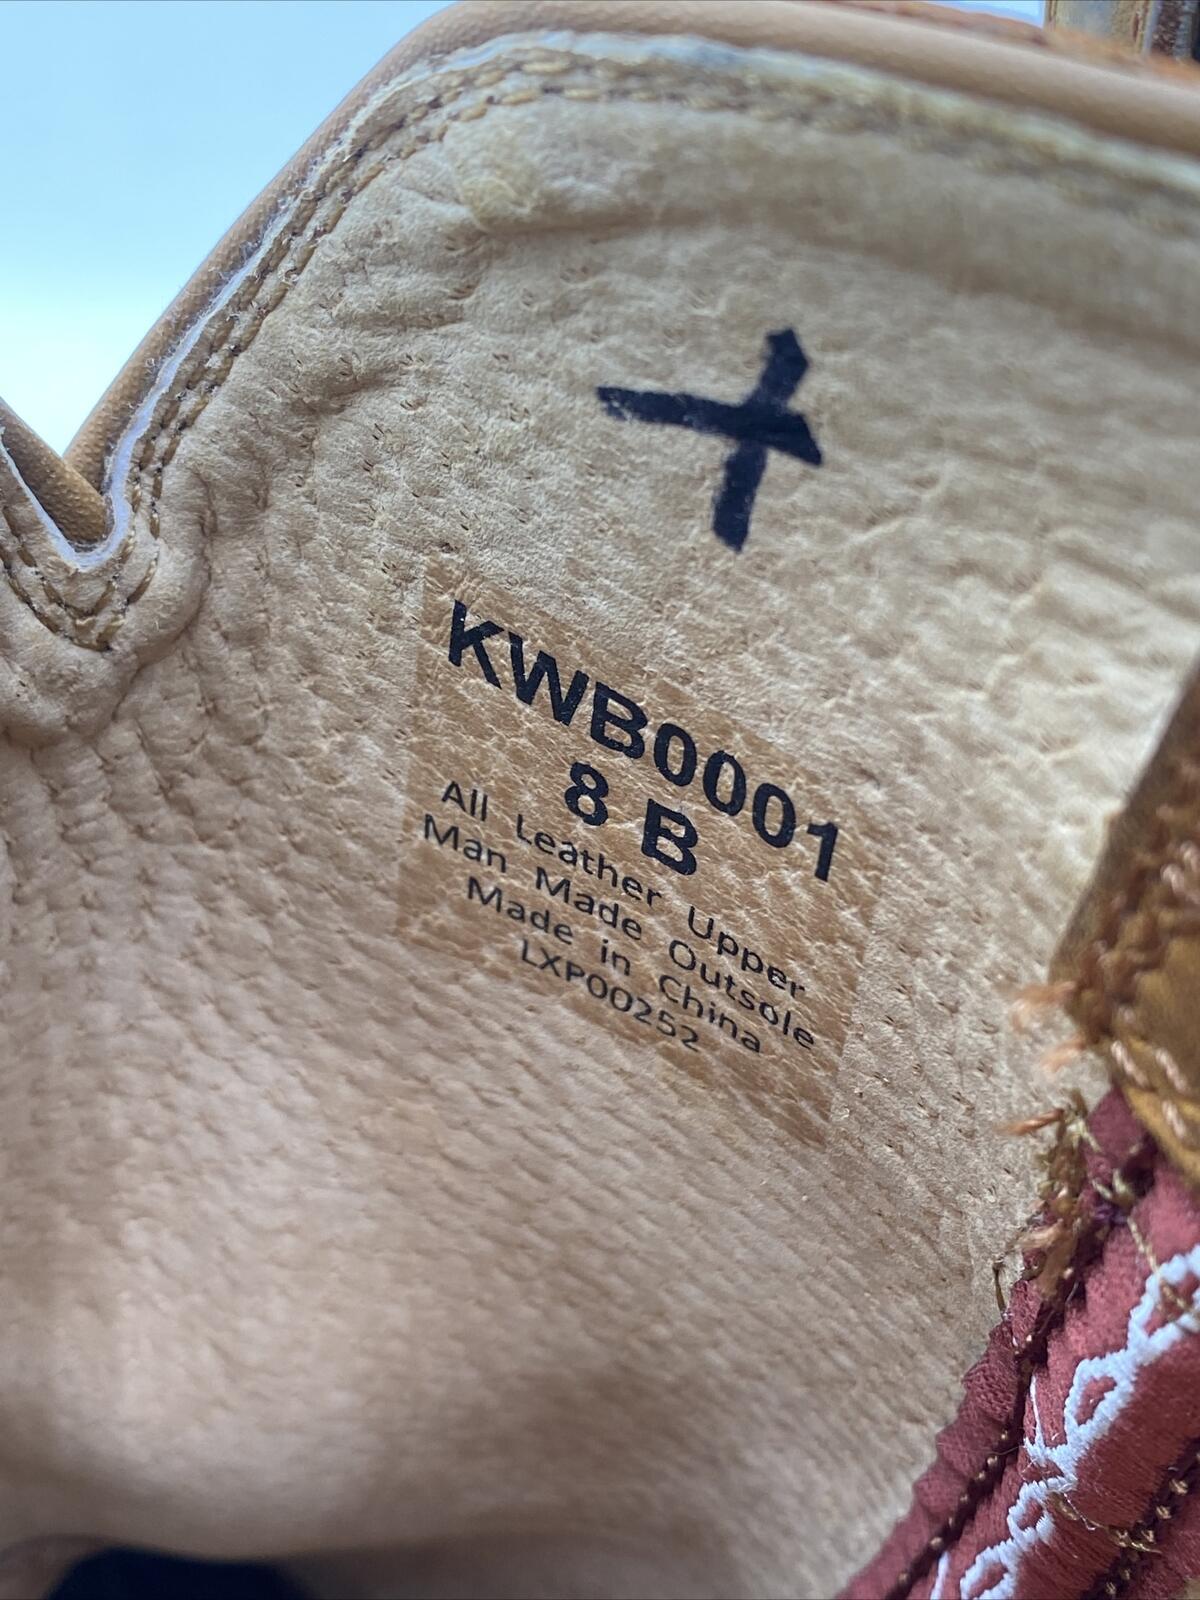 KWB0001
8 B
All Leather Upper
Man Made Outsole
Made in China
LXP00252